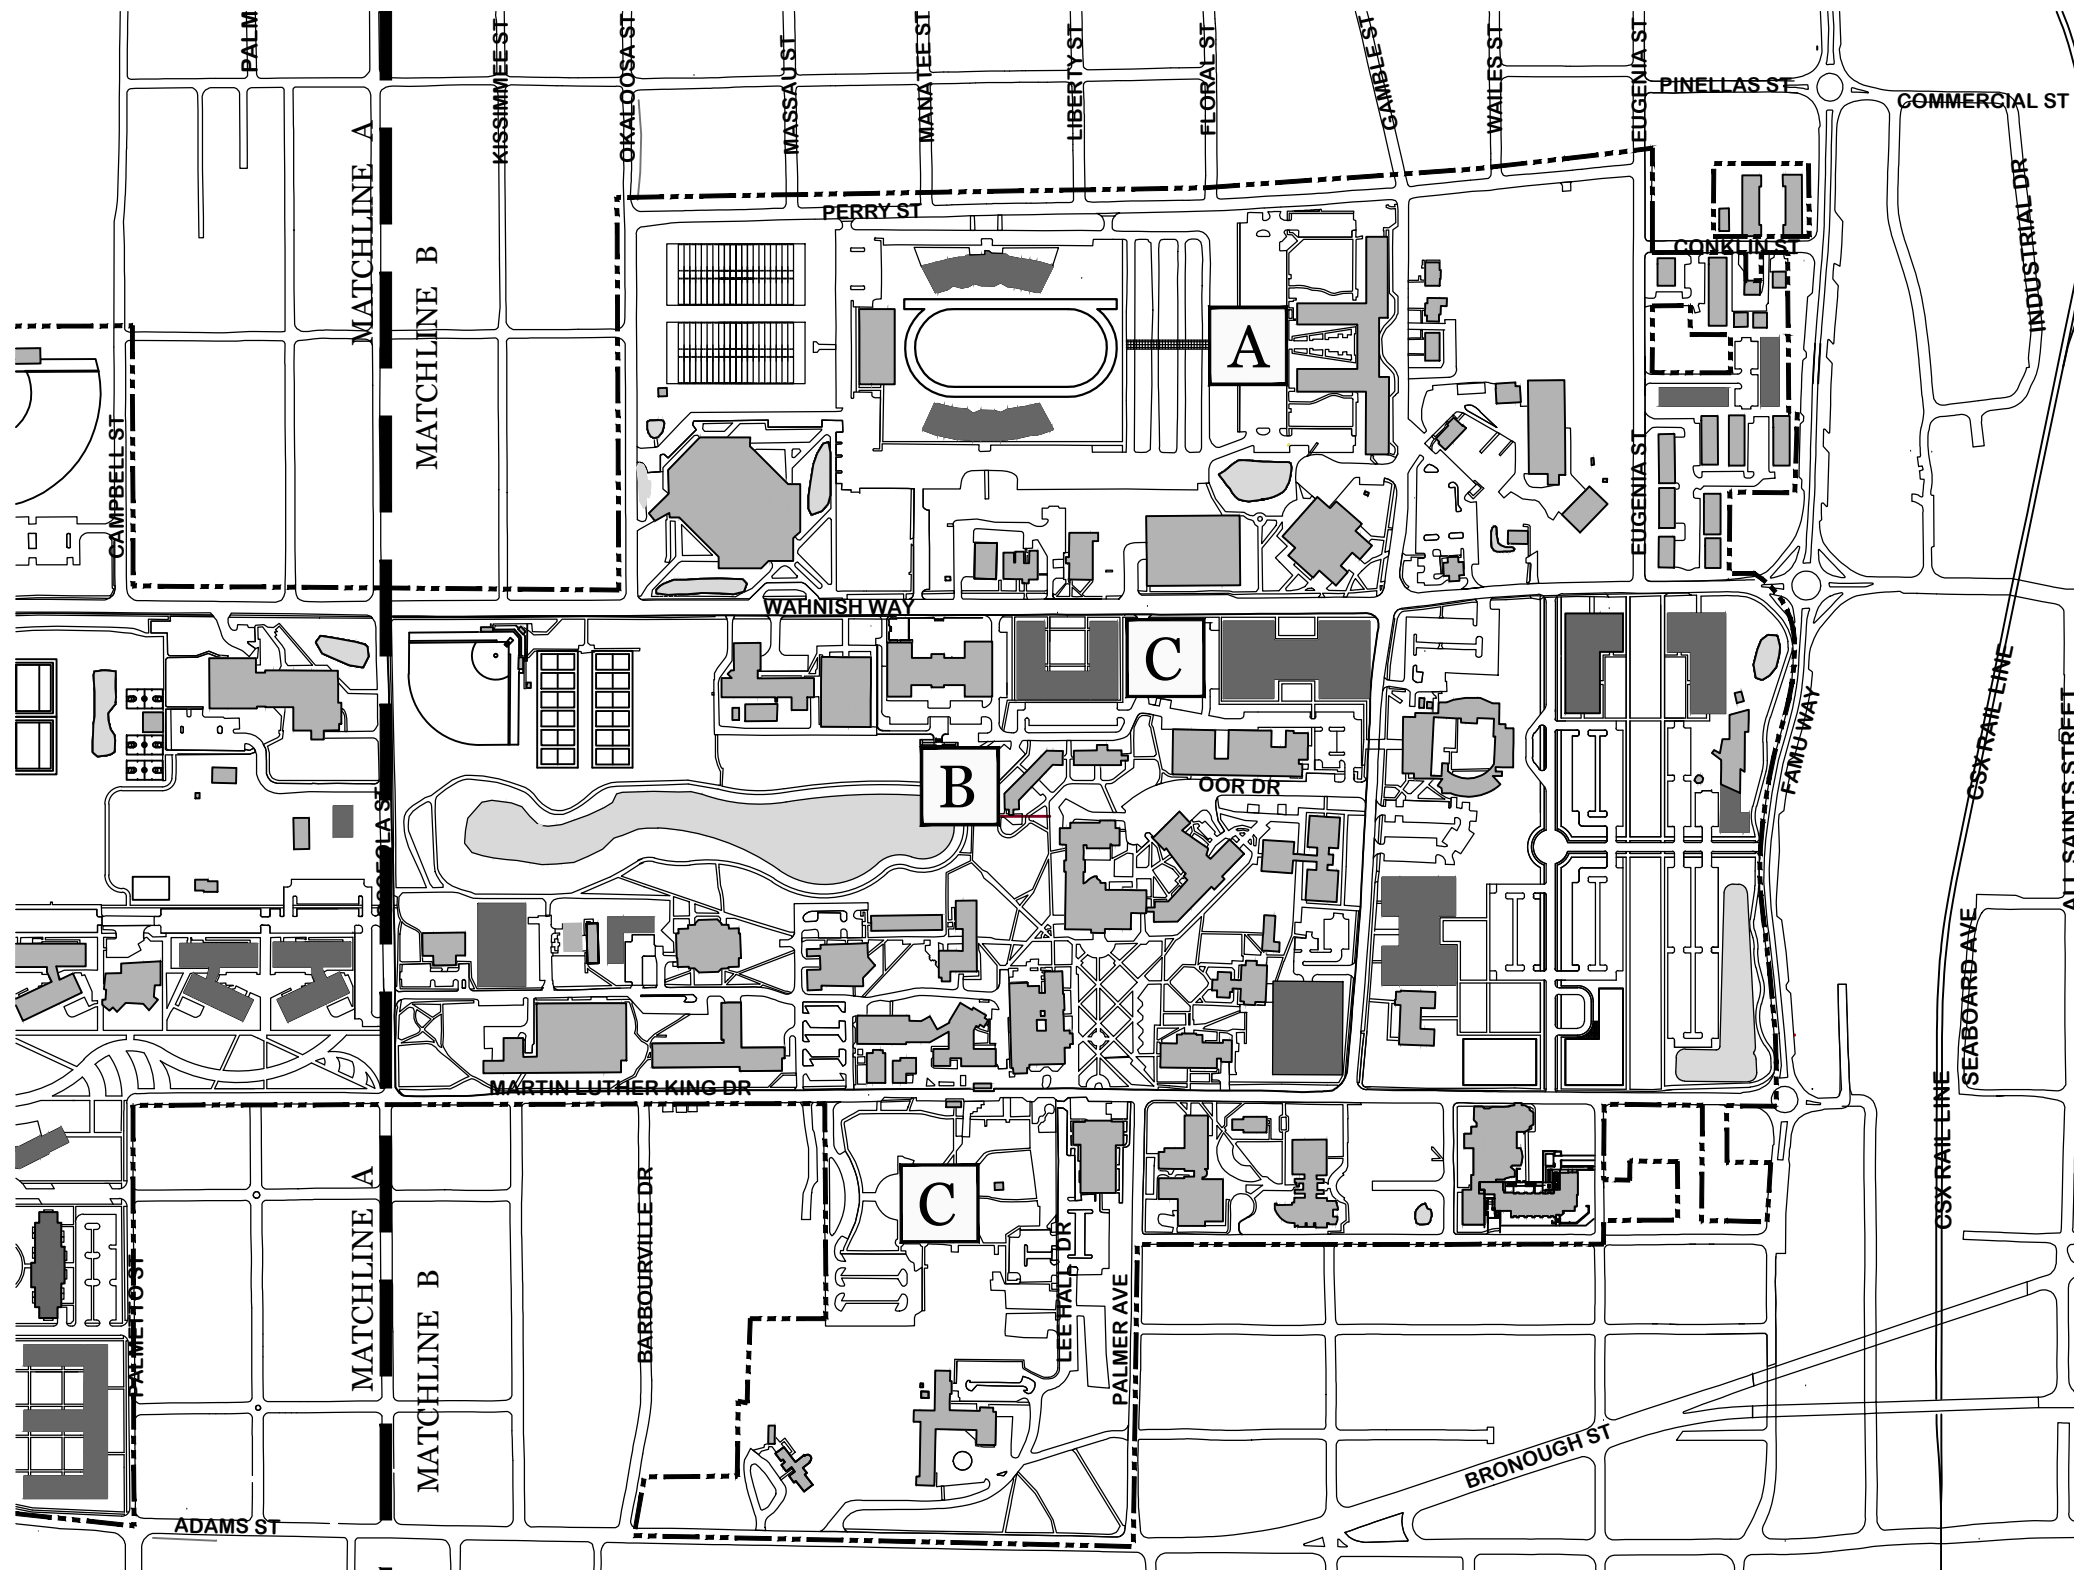 PALM
KISSIMMEE ST
OKALOOSA ST
MASSAU ST
MANATEE ST
LIBERTY ST
FLORAL ST
GAMBLE ST
WAILES ST
EUGENIA ST
PINELLAS ST
COMMERCIAL ST
INDUSTRIAL DR
MATCHLINE A
MATCHLINE B
PERRY ST
CONKLIN ST
A
CAMPBELL ST
EUGENIA ST
WAHNISH WAY
C
CSX RAIL LINE
FAMU WAY
ALL SAINTS STREET
B
OOR DR
OSCEOLA ST
SEABOARD AVE
MARTIN LUTHER KING DR
CSX RAIL LINE
MATCHLINE A
MATCHLINE B
BARBOURVILLE DR
C
LEE HALL DR
PALMER AVE
PALMETTO ST
BRONOUGH ST
ADAMS ST